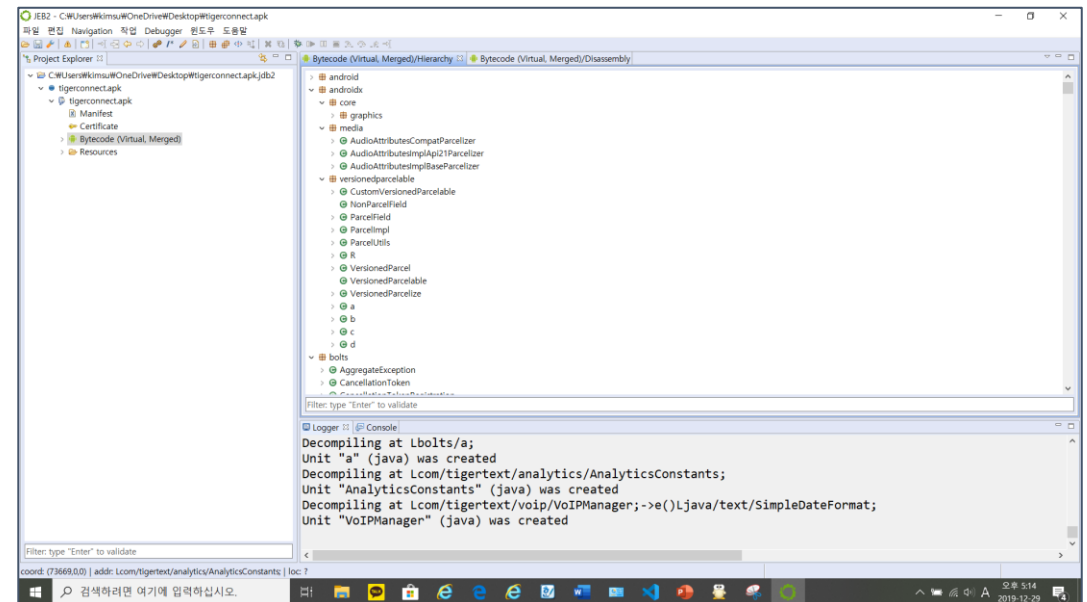 JEB2 - C:₩Users₩kimsu₩OneDrive₩Desktop₩tigerconnect.apk
파일 편집 Navigation 작업 Debugger 윈도우 도움말
Project Explorer
C:₩Users₩kimsu₩OneDrive₩Desktop₩tigerconnect.apk.jdb2
tigerconnect.apk
tigerconnect.apk
Manifest
Certificate
Bytecode (Virtual, Merged)
Resources
Filter: type "Enter" to validate
Bytecode (Virtual, Merged)/Hierarchy Bytecode (Virtual, Merged)/Disassembly
android
androidx
core
graphics
media
AudioAttributesCompatParcelizer
AudioAttributesImplApi21Parcelizer
AudioAttributesImplBaseParcelizer
versionedparcelable
CustomVersionedParcelable
NonParcelField
ParcelField
ParcelImpl
ParcelUtils
R
VersionedParcel
VersionedParcelable
VersionedParcelize
a
b
c
d
bolts
AggregateException
CancellationToken
CancellationTokenRegistration
Filter: type "Enter" to validate
Logger Console
Decompiling at Lbolts/a;
Unit "a" (java) was created
Decompiling at Lcom/tigertext/analytics/AnalyticsConstants;
Unit "AnalyticsConstants" (java) was created
Decompiling at Lcom/tigertext/voip/VoIPManager;->e()Ljava/text/SimpleDateFormat;
Unit "VoIPManager" (java) was created
coord: (73669,0,0) | addr: Lcom/tigertext/analytics/AnalyticsConstants; | loc: ?
검색하려면 여기에 입력하십시오.
A
오후 5:14
2019-12-29